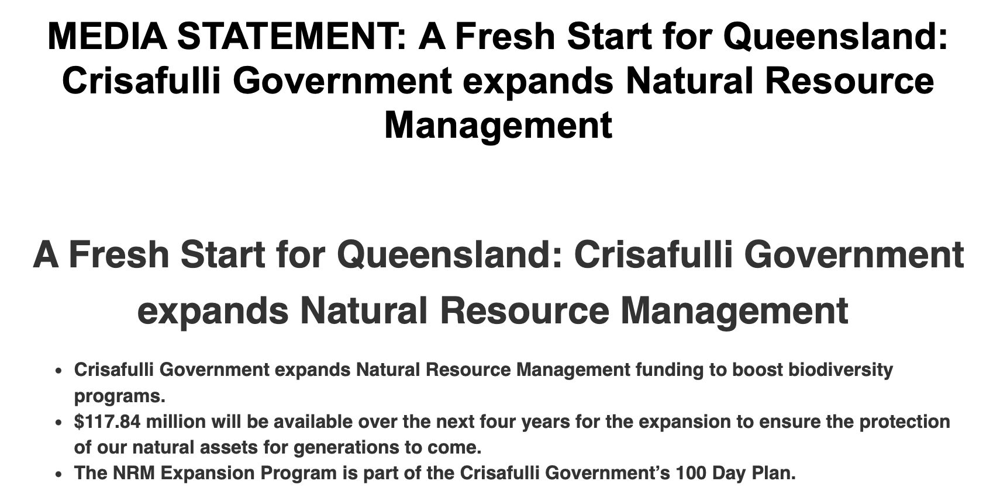 MEDIA STATEMENT: A Fresh Start for Queensland:
Crisafulli Government expands Natural Resource
Management
A Fresh Start for Queensland: Crisafulli Government
expands Natural Resource Management
• Crisafulli Government expands Natural Resource Management funding to boost biodiversity
programs.
• $117.84 million will be available over the next four years for the expansion to ensure the protection
of our natural assets for generations to come.
• The NRM Expansion Program is part of the Crisafulli Government’s 100 Day Plan.